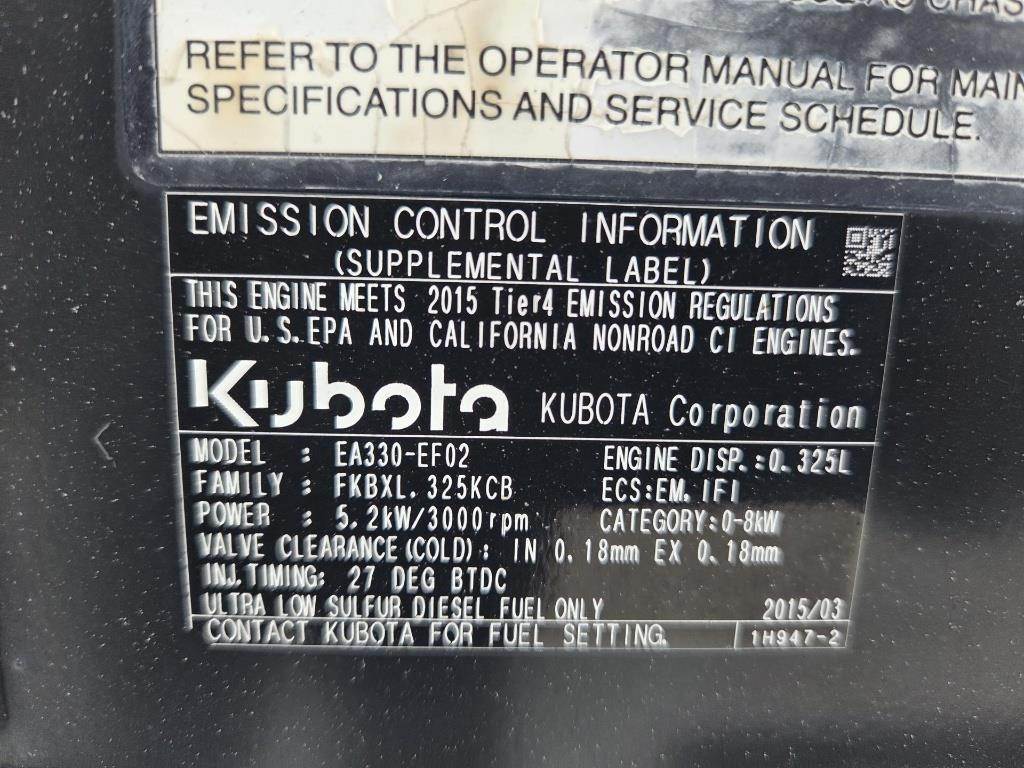 REFER TO THE OPERATOR MANUAL FOR
SPECIFICATIONS AND SERVICE SCHEDULE.
EMISSION CONTROL INFORMATION
(SUPPLEMENTAL LABEL)
THIS ENGINE MEETS 2015 Tier4 EMISSION REGULATIONS
FOR U.S.EPA AND CALIFORNIA NONROAD CI ENGINES.
Kubota KUBOTA Corporation
MODEL : EA330-EF02 ENGINE DISP.:0.325L
FAMILY : FKBXL.325KCB ECS:EM,IFI
POWER : 5.2kW/3000rpm CATEGORY:0-8kW
VALVE CLEARANCE(COLD): IN 0.18mm EX 0.18mm
INJ.TIMING: 27 DEG BTDC
ULTRA LOW SULFUR DIESEL FUEL ONLY 2015/03
CONTACT KUBOTA FOR FUEL SETTING. 1H947-2